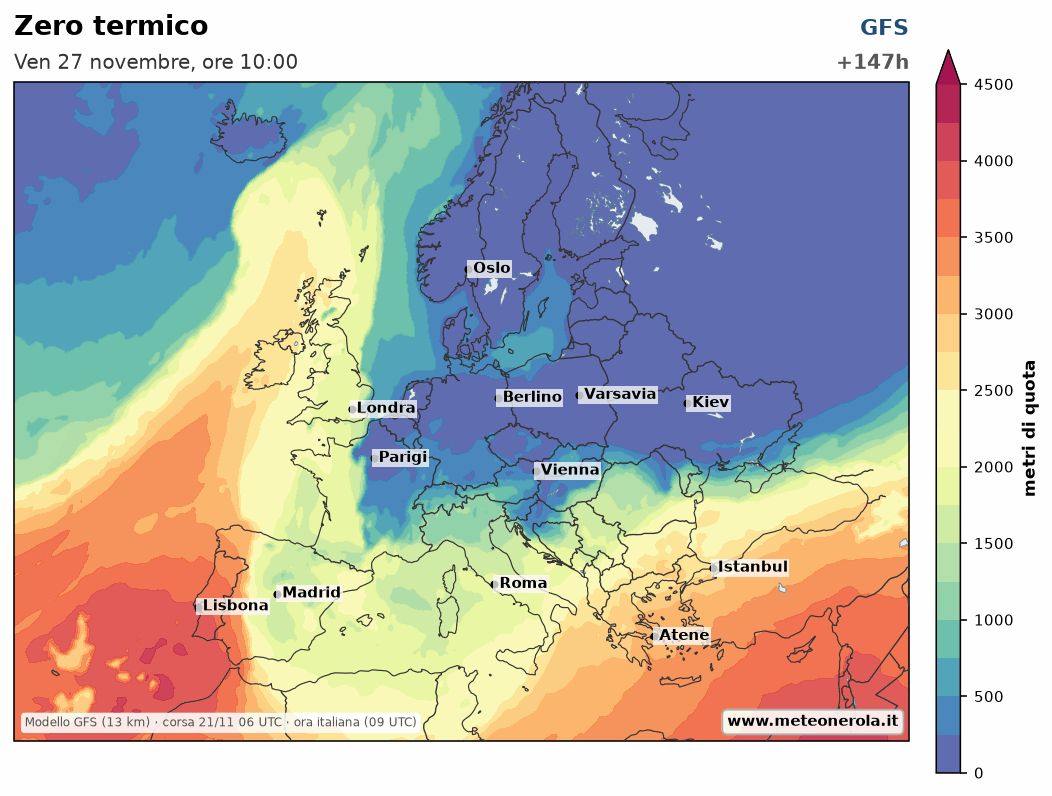 Zero termico
GFS
Ven 27 novembre, ore 10:00
+147h
Oslo
Londra
Berlino
Varsavia
Kiev
Parigi
Vienna
Madrid
Lisbona
Roma
Istanbul
Atene
Modello GFS (13 km) · corsa 21/11 06 UTC · ora italiana (09 UTC)
www.meteonerola.it
4500
4000
3500
3000
2500
2000
1500
1000
500
0
metri di quota